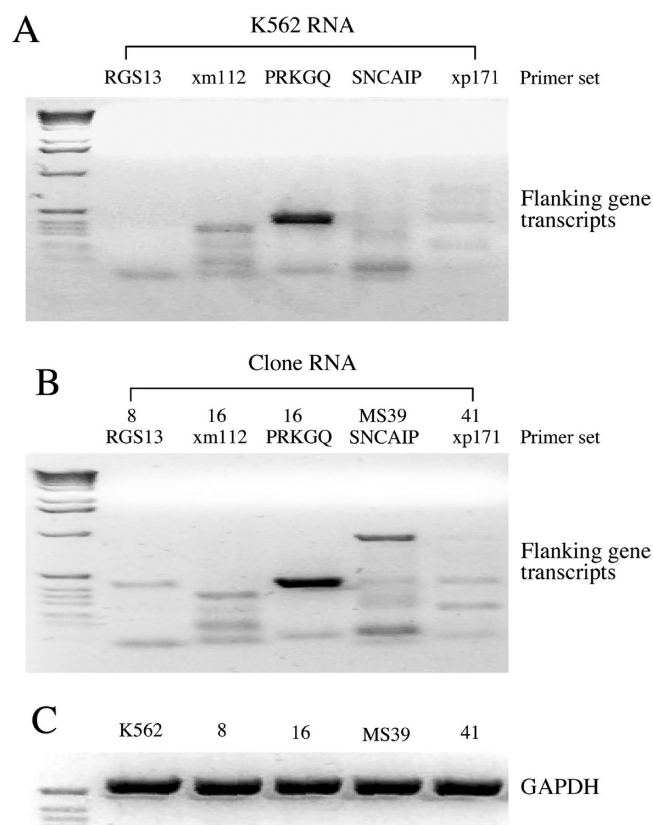 A
K562 RNA
RGS13 xm112 PRKGQ SNCAIP xp171 Primer set
Flanking gene
transcripts
B
Clone RNA
8 16 16 MS39 41
RGS13 xm112 PRKGQ SNCAIP xp171 Primer set
Flanking gene
transcripts
C
K562 8 16 MS39 41
GAPDH